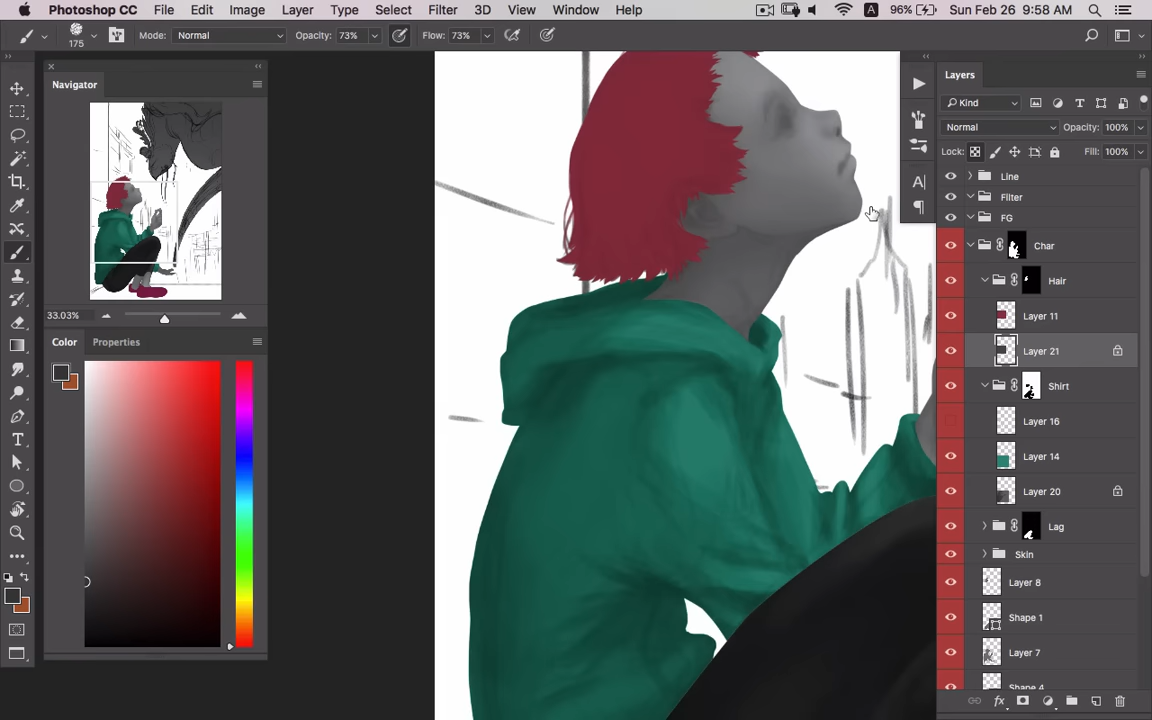 Photoshop CC File Edit Image Layer Type Select Filter 3D View Window Help A 96% Sun Feb 26 9:58 AM
175 Mode: Normal Opacity: 73% Flow: 73%
Navigator
33.03%
Color Properties
Layers
Kind
Normal Opacity: 100%
Lock: Fill: 100%
Line
Filter
FG
Char
Hair
Layer 11
Layer 21
Shirt
Layer 16
Layer 14
Layer 20
Lag
Skin
Layer 8
Shape 1
Layer 7
Shape 4